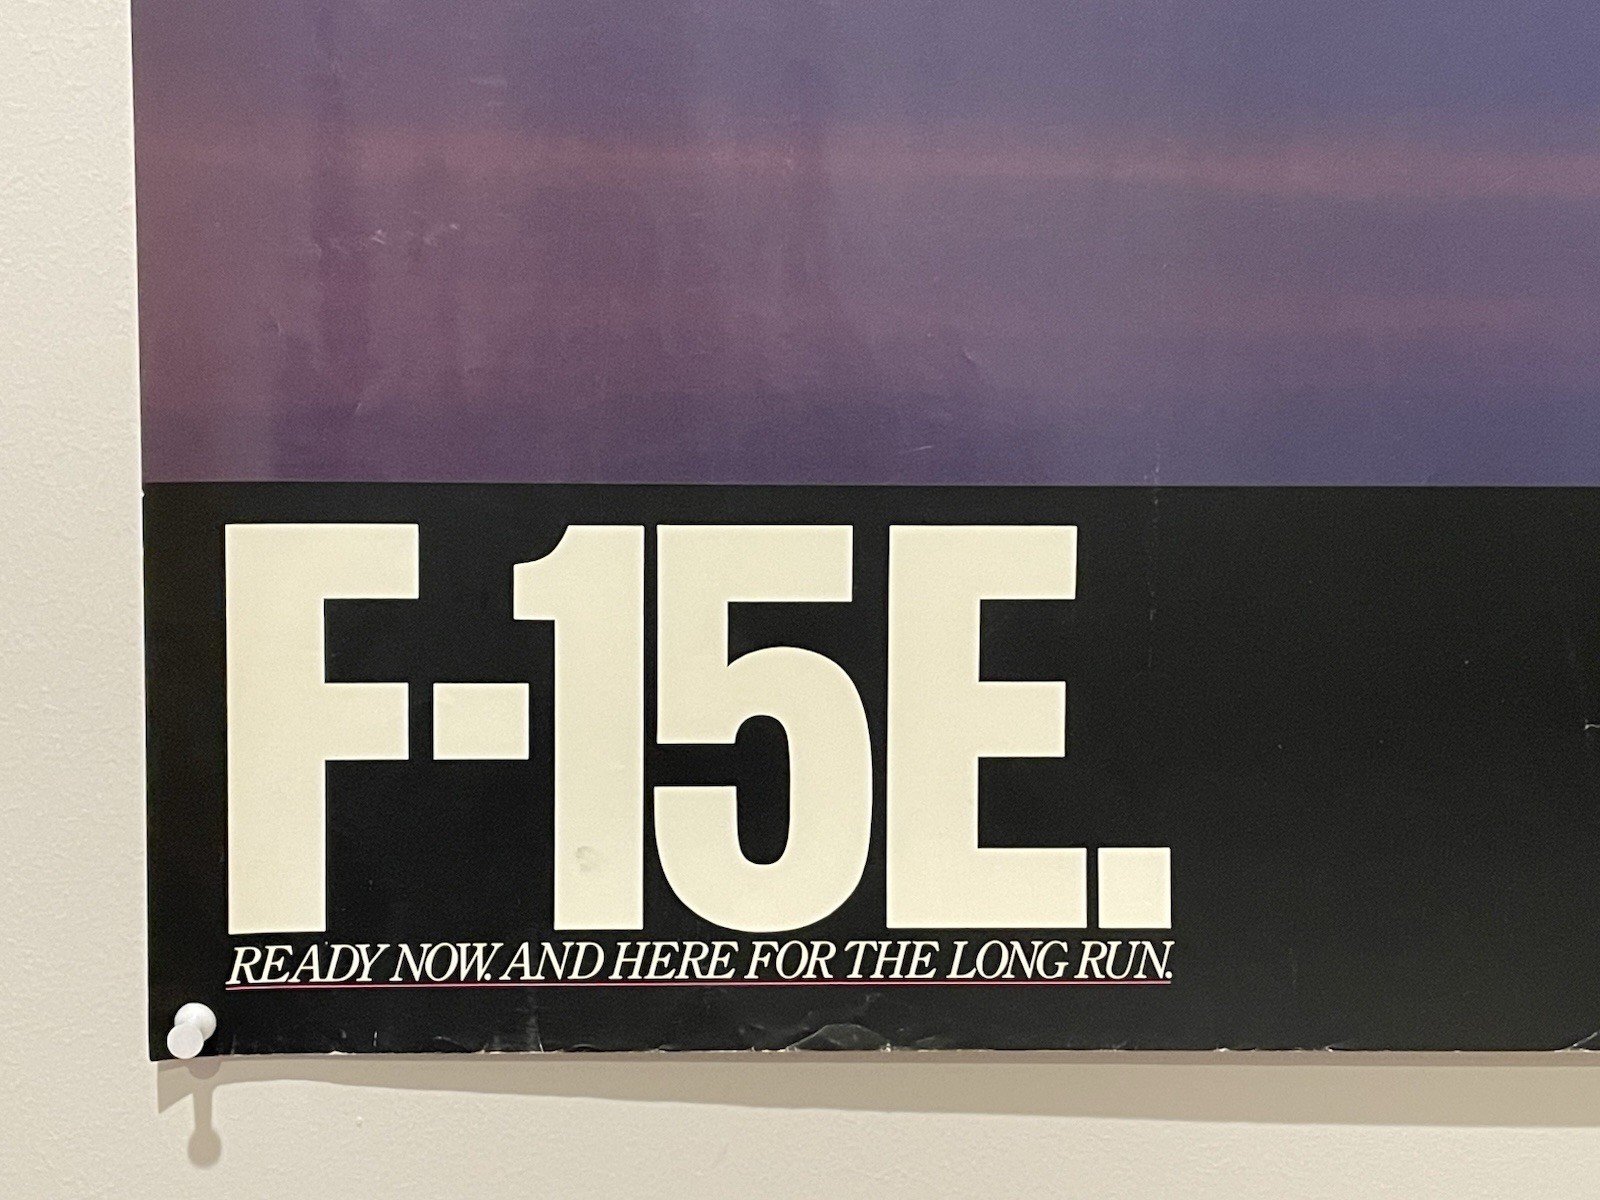 F-15E.
READY NOW. AND HERE FOR THE LONG RUN.